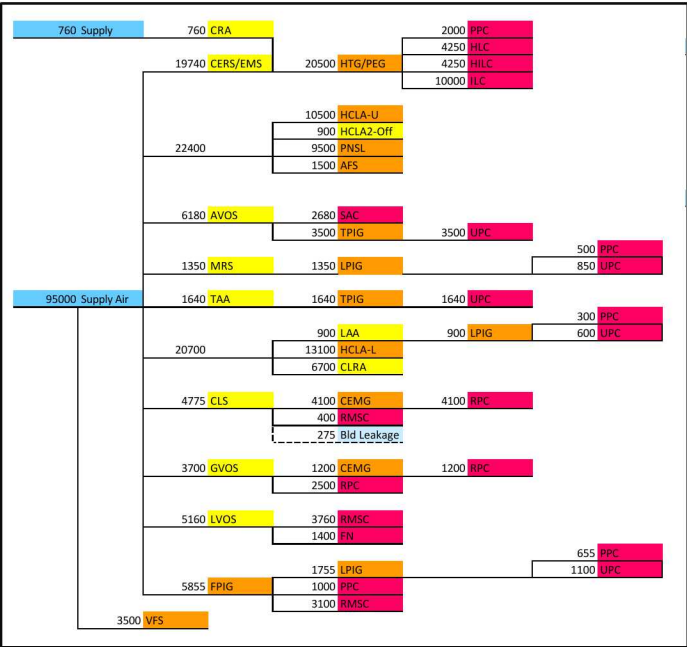 760 Supply 760 CRA 2000 PPC
4250 HLC
19740 CERS/EMS 20500 HTG/PEG 4250 HILC
10000 ILC
10500 HCLA-U
900 HCLA2-Off
22400 9500 PNSL
1500 AFS
6180 AVOS 2680 SAC
3500 TPIG 3500 UPC
500 PPC
1350 MRS 1350 LPIG 850 UPC
95000 Supply Air 1640 TAA 1640 TPIG 1640 UPC
300 PPC
900 LAA 900 LPIG 600 UPC
20700 13100 HCLA-L
6700 CLRA
4775 CLS 4100 CEMG 4100 RPC
400 RMSC
275 Bld Leakage
3700 GVOS 1200 CEMG 1200 RPC
2500 RPC
5160 LVOS 3760 RMSC
1400 FN
655 PPC
1755 LPIG 1100 UPC
5855 FPIG 1000 PPC
3100 RMSC
3500 VFS